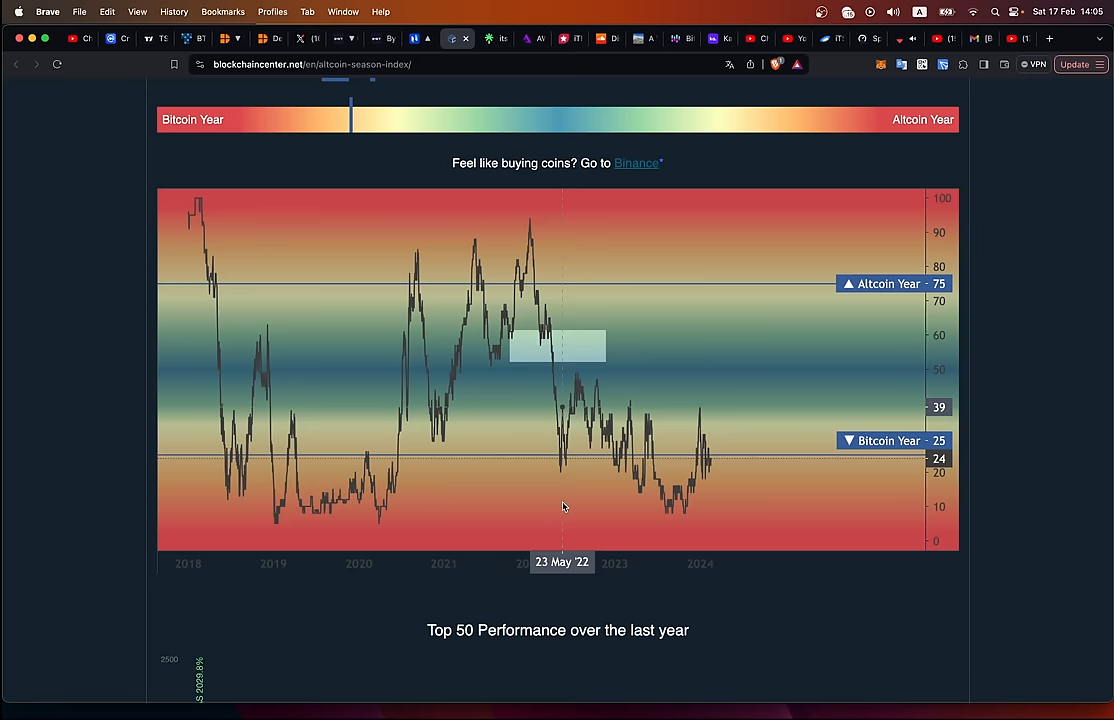 Brave File Edit View History Bookmarks Profiles Tab Window Help Sat 17 Feb 14:05
blockchaincenter.net/en/altcoin-season-index/ VPN Update
Bitcoin Year Altcoin Year
Feel like buying coins? Go to Binance*
100
90
80
▲ Altcoin Year - 75
70
60
50
39
▼ Bitcoin Year - 25
24
20
10
0
2018 2019 2020 2021 23 May '22 2023 2024
Top 50 Performance over the last year
2500
S 2029.8%